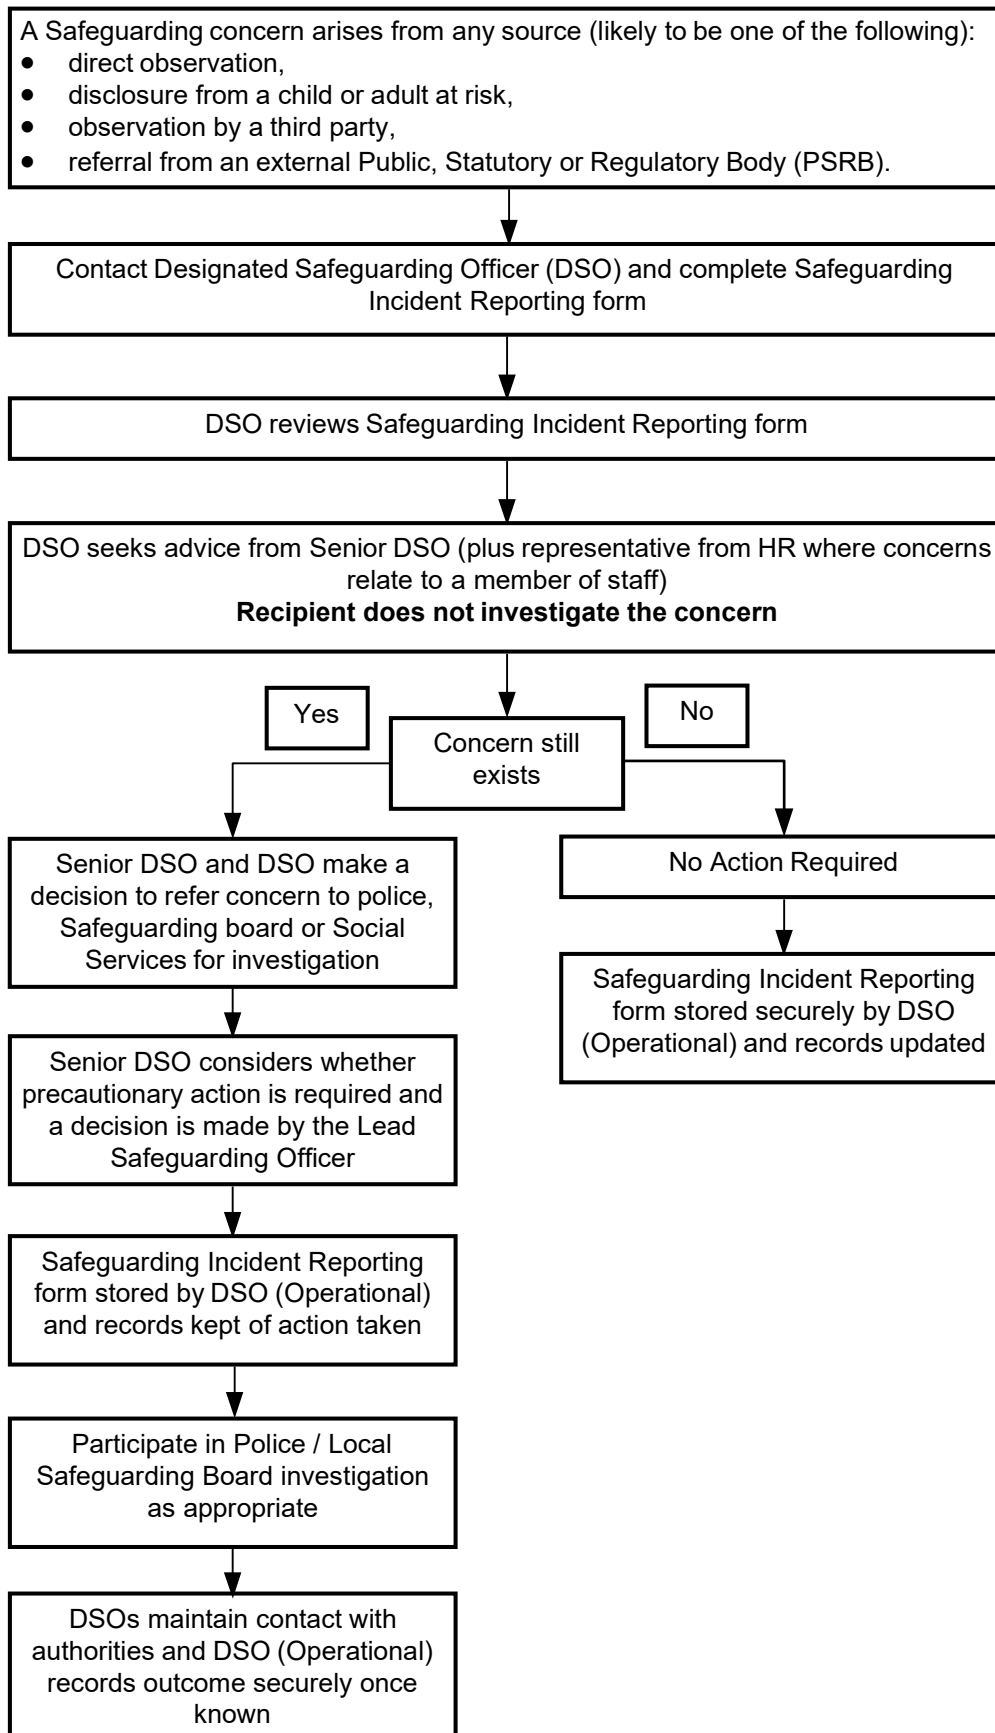 A Safeguarding concern arises from any source (likely to be one of the following):
● direct observation,
● disclosure from a child or adult at risk,
● observation by a third party,
● referral from an external Public, Statutory or Regulatory Body (PSRB).
Contact Designated Safeguarding Officer (DSO) and complete Safeguarding
Incident Reporting form
DSO reviews Safeguarding Incident Reporting form
DSO seeks advice from Senior DSO (plus representative from HR where concerns
relate to a member of staff)
Recipient does not investigate the concern
Yes
No
Concern still
exists
Senior DSO and DSO make a
decision to refer concern to police,
Safeguarding board or Social
Services for investigation
No Action Required
Safeguarding Incident Reporting
form stored securely by DSO
(Operational) and records updated
Senior DSO considers whether
precautionary action is required and
a decision is made by the Lead
Safeguarding Officer
Safeguarding Incident Reporting
form stored by DSO (Operational)
and records kept of action taken
Participate in Police / Local
Safeguarding Board investigation
as appropriate
DSOs maintain contact with
authorities and DSO (Operational)
records outcome securely once
known